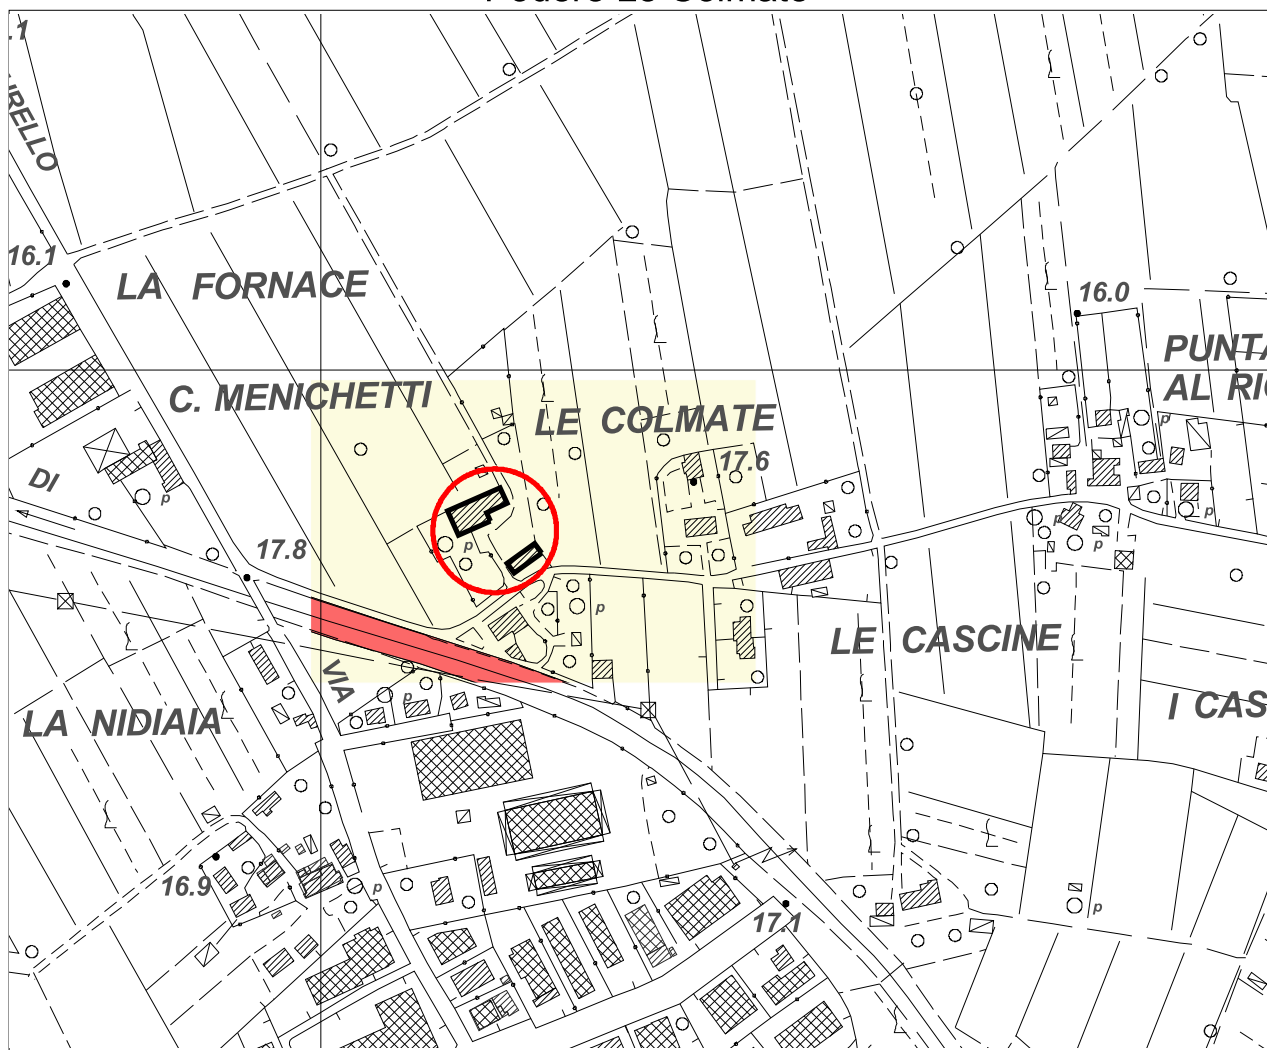 .1
16.1
LA FORNACE
16.0
C. MENICHETTI
LE COLMATE
17.6
DI
p
p
p
p
p
p
17.8
p
LE CASCINE
VIA
p
LA NIDIAIA
16.9
p
17.1
p